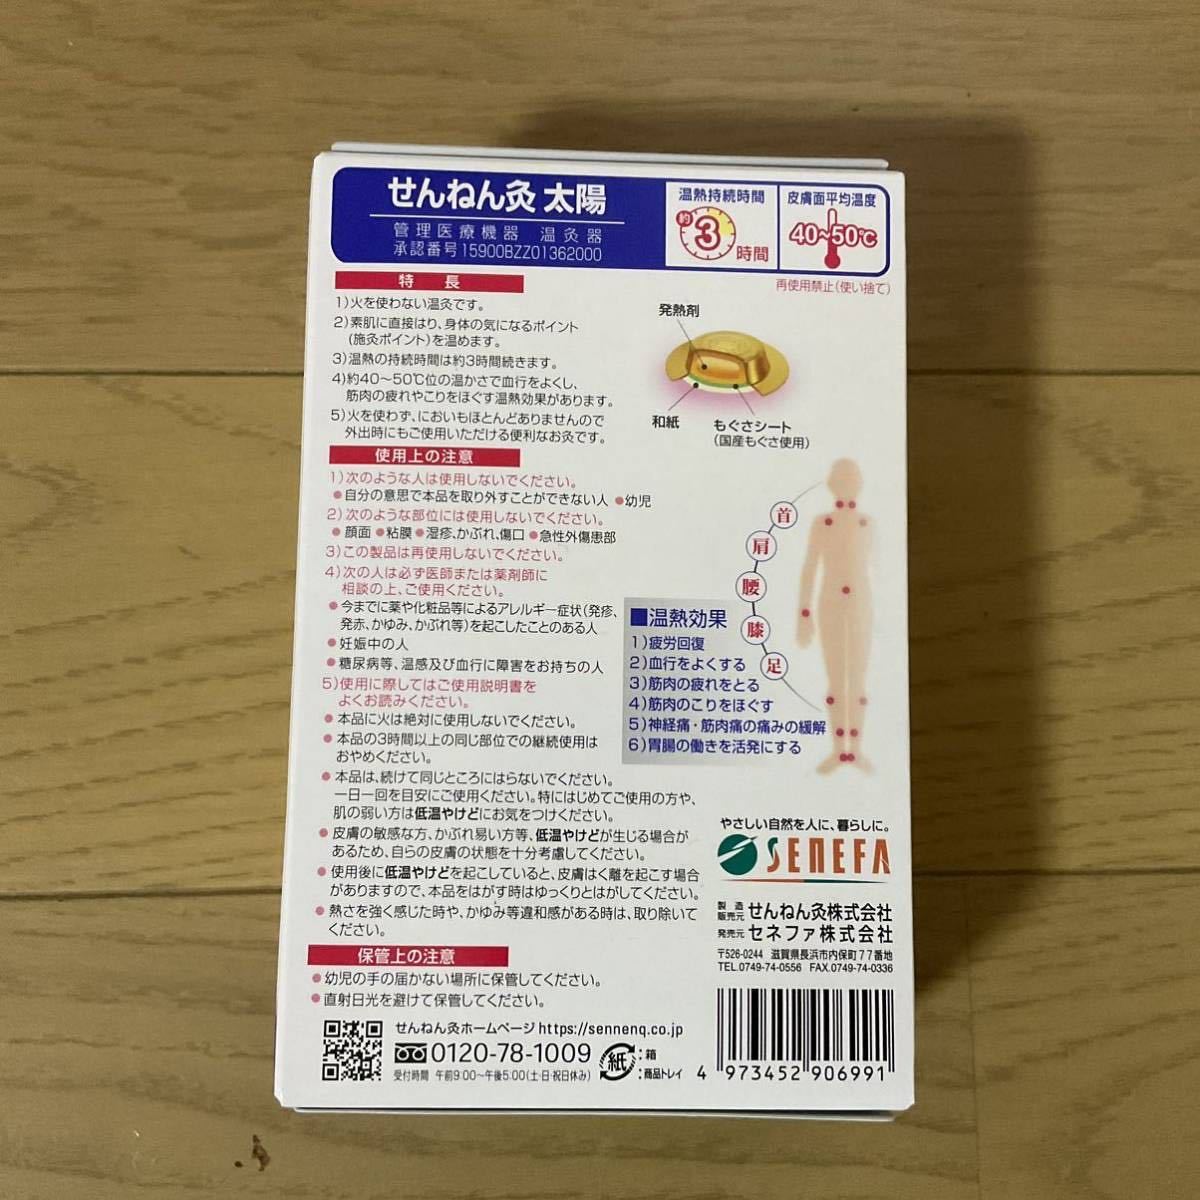 せんねん灸 太陽
管理医療機器 温灸器
承認番号15900BZZ01362000
温熱持続時間
約3時間
皮膚面平均温度
40~50℃
再使用禁止(使い捨て)
特長
1)火を使わない温灸です。
2)素肌に直接はり、身体の気になるポイント
(施灸ポイント)を温めます。
3)温熱の持続時間は約3時間続きます。
4)約40~50℃位の温かさで血行をよくし、
筋肉の疲れやこりをほぐす温熱効果があります。
5)火を使わず、においもほとんどありませんので
外出時にもご使用いただける便利なお灸です。
発熱剤
和紙
もぐさシート
(国産もぐさ使用)
使用上の注意
1)次のような人は使用しないでください。
●自分の意思で本品を取り外すことができない人 ●幼児
2)次のような部位には使用しないでください。
●顔面 ●粘膜 ●湿疹、かぶれ、傷口 ●急性外傷患部
3)この製品は再使用しないでください。
4)次の人は必ず医師または薬剤師に
相談の上、ご使用ください。
●今までに薬や化粧品等によるアレルギー症状(発疹、
発赤、かゆみ、かぶれ等)を起こしたことのある人
●妊娠中の人
●糖尿病等、温感及び血行に障害をお持ちの人
5)使用に際してはご使用説明書を
よくお読みください。
●本品に火は絶対に使用しないでください。
●本品の3時間以上の同じ部位での継続使用は
おやめください。
●本品は、続けて同じところにはらないでください。
一日一回を目安にご使用ください。特にはじめてご使用の方や、
肌の弱い方は低温やけどにお気をつけください。
●皮膚の敏感な方、かぶれ易い方等、低温やけどが生じる場合が
あるため、自らの皮膚の状態を十分考慮してください。
●使用後に低温やけどを起こしていると、皮膚はく離を起こす場合
がありますので、本品をはがす時はゆっくりとはがしてください。
●熱さを強く感じた時や、かゆみ等違和感がある時は、取り除いて
ください。
首
肩
腰
膝
足
■温熱効果
1)疲労回復
2)血行をよくする
3)筋肉の疲れをとる
4)筋肉のこりをほぐす
5)神経痛・筋肉痛の痛みの緩解
6)胃腸の働きを活発にする
やさしい自然を人に、暮らしに。
SENEFA
製造販売元 せんねん灸株式会社
発売元 セネファ株式会社
〒526-0244 滋賀県長浜市内保町77番地
TEL.0749-74-0556 FAX.0749-74-0336
保管上の注意
●幼児の手の届かない場所に保管してください。
●直射日光を避けて保管してください。
せんねん灸ホームページ https://sennenq.co.jp
0120-78-1009
受付時間 午前9:00~午後5:00(土・日・祝日休み)
紙
:箱
:商品トレイ
4 973452 906991